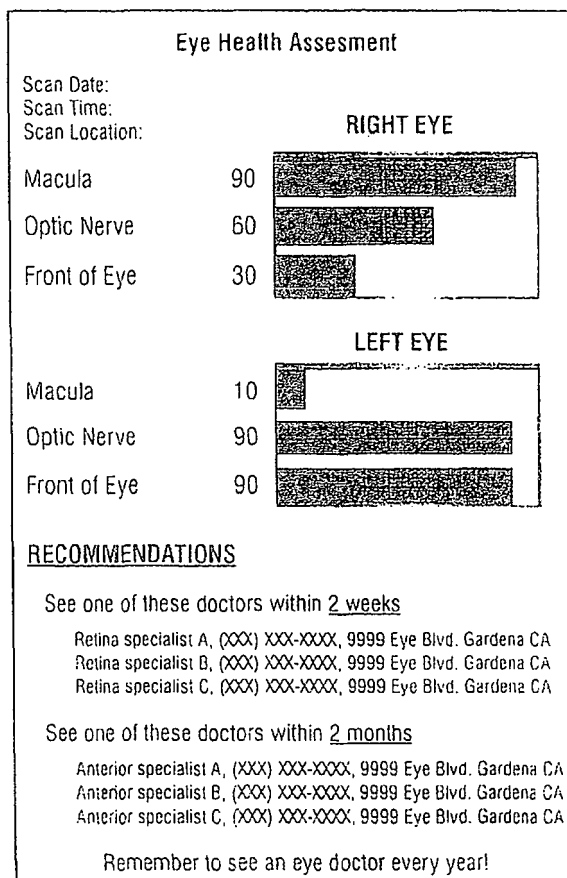 Eye Health Assesment
Scan Date:
Scan Time:
Scan Location:
RIGHT EYE
Macula 90
Optic Nerve 60
Front of Eye 30
LEFT EYE
Macula 10
Optic Nerve 90
Front of Eye 90
RECOMMENDATIONS
See one of these doctors within 2 weeks
Retina specialist A, (XXX) XXX-XXXX, 9999 Eye Blvd. Gardena CA
Retina specialist B, (XXX) XXX-XXXX, 9999 Eye Blvd. Gardena CA
Retina specialist C, (XXX) XXX-XXXX, 9999 Eye Blvd. Gardena CA
See one of these doctors within 2 months
Anterior specialist A, (XXX) XXX-XXXX, 9999 Eye Blvd. Gardena CA
Anterior specialist B, (XXX) XXX-XXXX, 9999 Eye Blvd. Gardena CA
Anterior specialist C, (XXX) XXX-XXXX, 9999 Eye Blvd. Gardena CA
Remember to see an eye doctor every year!